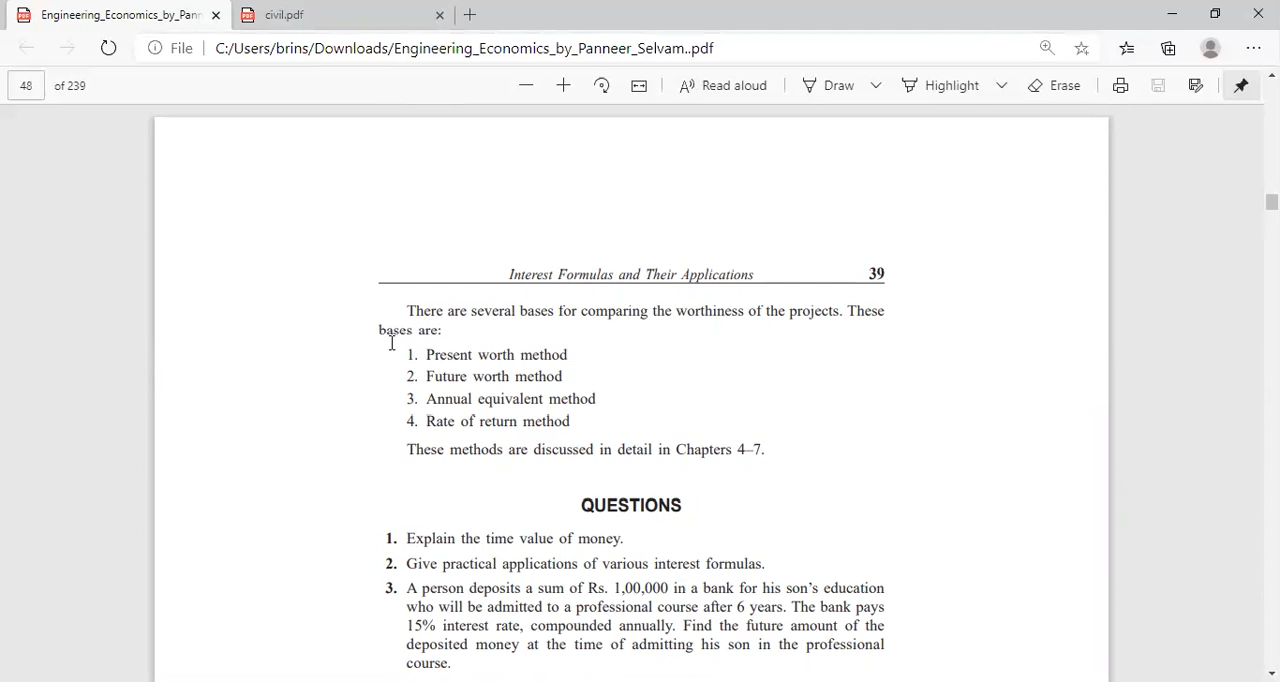 Engineering_Economics_by_Pann
civil.pdf
File
C:/Users/brins/Downloads/Engineering_Economics_by_Panneer_Selvam..pdf
48 of 239
Read aloud
Draw
Highlight
Erase
Interest Formulas and Their Applications 39
There are several bases for comparing the worthiness of the projects. These
bases are:
1. Present worth method
2. Future worth method
3. Annual equivalent method
4. Rate of return method
These methods are discussed in detail in Chapters 4–7.
QUESTIONS
1. Explain the time value of money.
2. Give practical applications of various interest formulas.
3. A person deposits a sum of Rs. 1,00,000 in a bank for his son's education
who will be admitted to a professional course after 6 years. The bank pays
15% interest rate, compounded annually. Find the future amount of the
deposited money at the time of admitting his son in the professional
course.